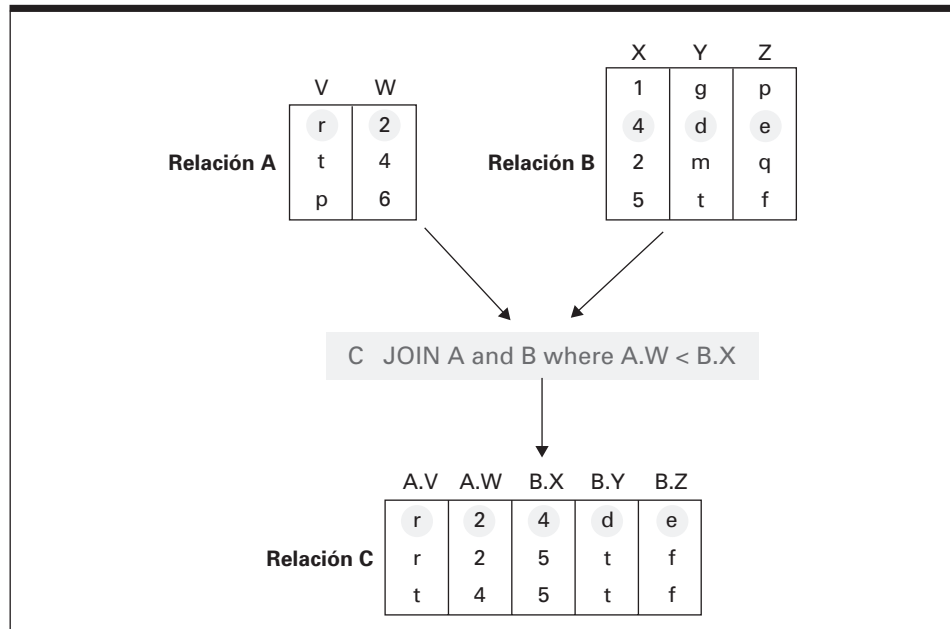 X Y Z
V W
1 g p
r 2
4 d e
Relación A
t 4
Relación B
2 m q
p 6
5 t f
C JOIN A and B where A.W < B.X
A.V A.W B.X B.Y B.Z
r 2 4 d e
Relación C
r 2 5 t f
t 4 5 t f